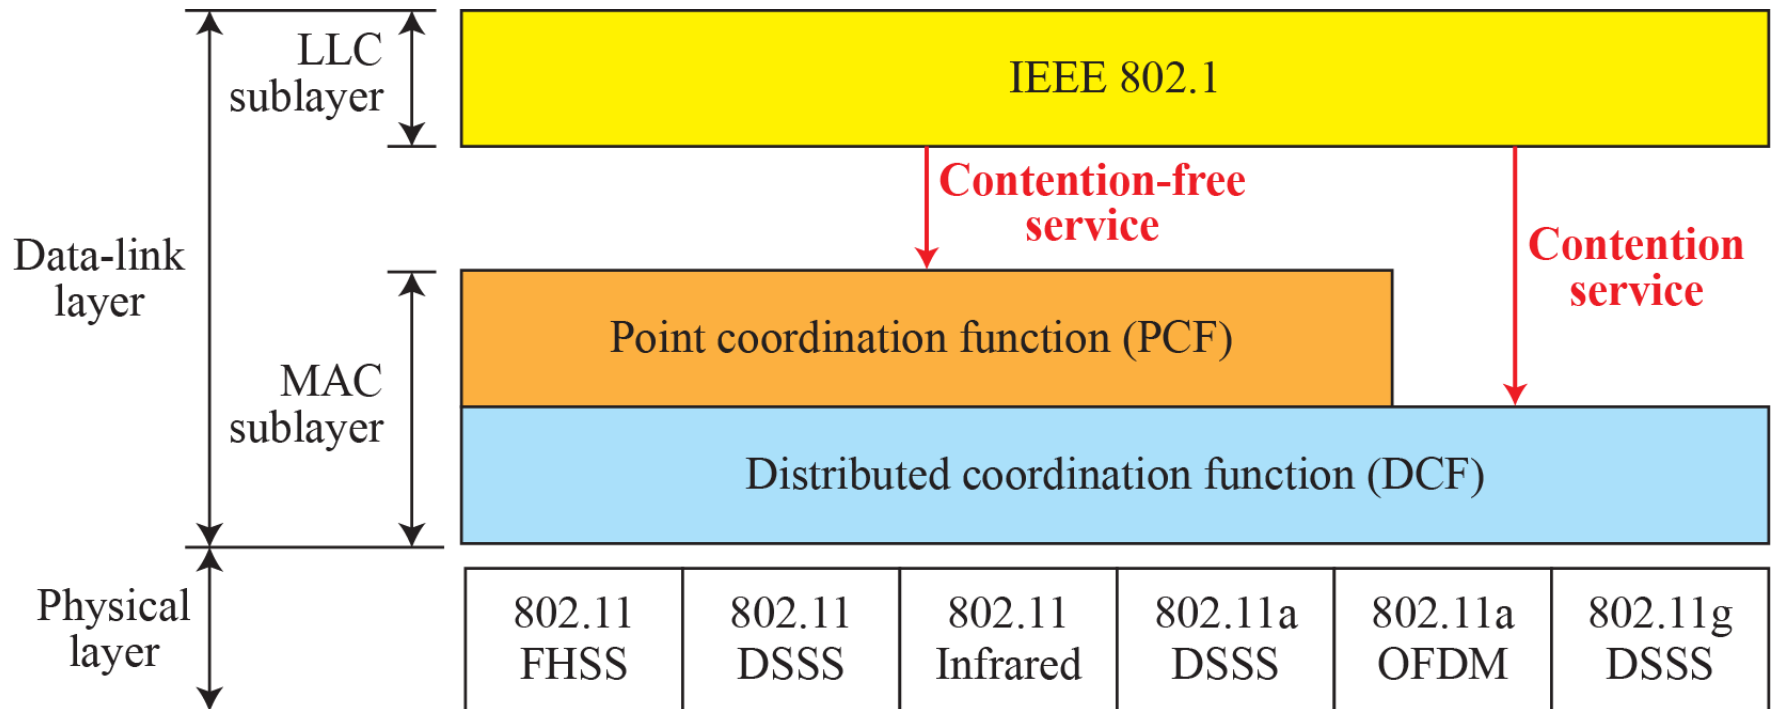 LLC
sublayer
IEEE 802.1
Contention-free
service
Contention
service
Data-link
layer
MAC
sublayer
Point coordination function (PCF)
Distributed coordination function (DCF)
Physical
layer
802.11
FHSS
802.11
DSSS
802.11
Infrared
802.11a
DSSS
802.11a
OFDM
802.11g
DSSS